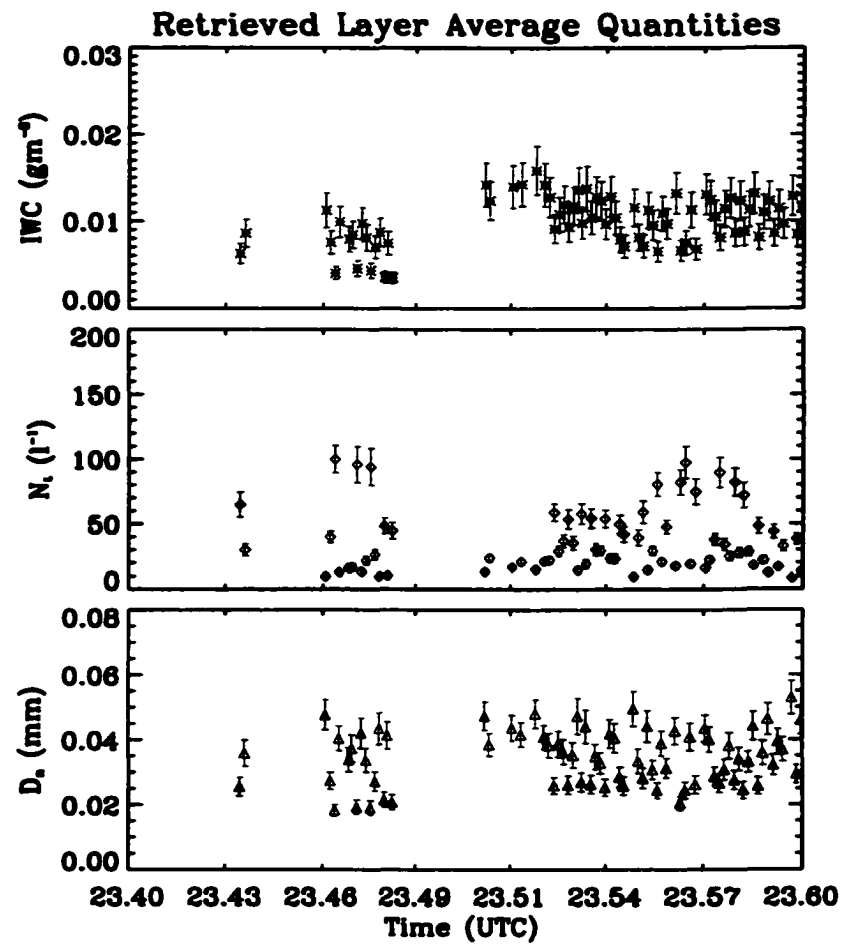 Retrieved Layer Average Quantities
0.03
0.02
0.01
0.00
IWC (gm⁻³)
200
150
100
50
0
Nᵢ (l⁻¹)
0.08
0.06
0.04
0.02
0.00
Dₙ (mm)
23.40 23.43 23.46 23.49 23.51 23.54 23.57 23.60
Time (UTC)